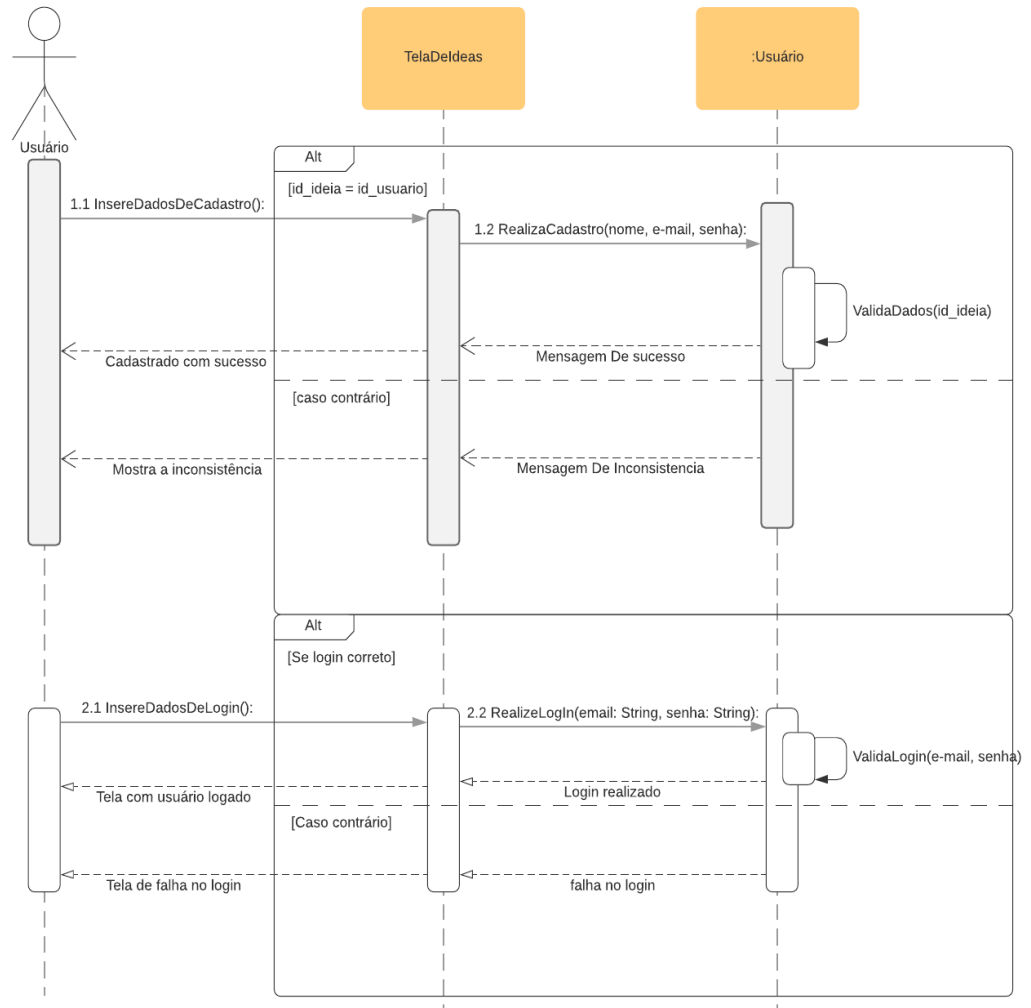 TelaDeIdeas
:Usuário
Usuário
Alt
[id_ideia = id_usuario]
1.1 InsereDadosDeCadastro():
1.2 RealizaCadastro(nome, e-mail, senha):
ValidaDados(id_ideia)
Mensagem De sucesso
Cadastrado com sucesso
[caso contrário]
Mensagem De Inconsistencia
Mostra a inconsistência
Alt
[Se login correto]
2.1 InsereDadosDeLogin():
2.2 RealizeLogIn(email: String, senha: String):
ValidaLogin(e-mail, senha)
Login realizado
Tela com usuário logado
[Caso contrário]
Tela de falha no login
falha no login